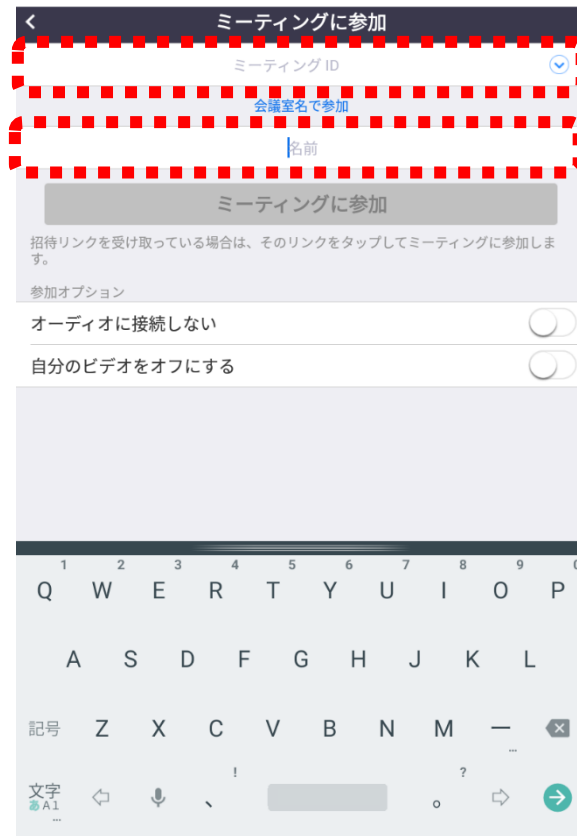 ミーティングに参加
ミーティング ID
会議室名で参加
名前
ミーティングに参加
招待リンクを受け取っている場合は、そのリンクをタップしてミーティングに参加しま
す。
参加オプション
オーディオに接続しない
自分のビデオをオフにする
1 2 3 4 5 6 7 8 9 0
Q W E R T Y U I O P
A S D F G H J K L
記号 Z X C V B N M ー
...
! ?
文字 、 。
あA1
...